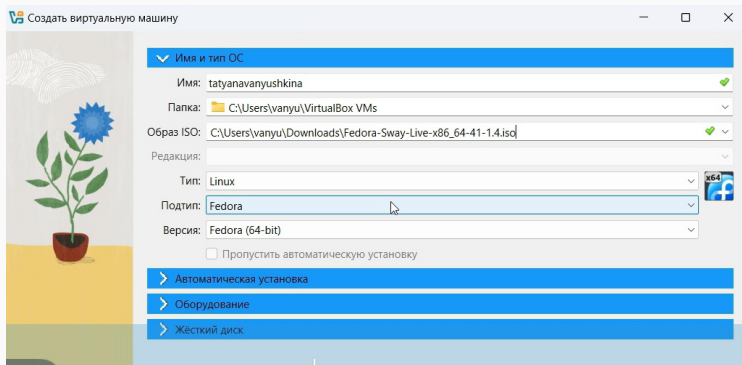 Создать виртуальную машину
Имя и тип ОС
Имя: tatyanavanyushkina
Папка: C:\Users\vanyu\VirtualBox VMs
Образ ISO: C:\Users\vanyu\Downloads\Fedora-Sway-Live-x86_64-41-1.4.iso
Редакция:
Тип: Linux
x64
Подтип: Fedora
Версия: Fedora (64-bit)
Пропустить автоматическую установку
Автоматическая установка
Оборудование
Жёсткий диск